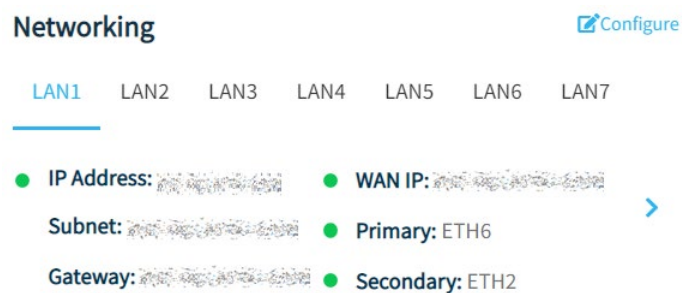 Networking
Configure
LAN1 LAN2 LAN3 LAN4 LAN5 LAN6 LAN7
IP Address:
WAN IP:
Subnet:
Primary: ETH6
Gateway:
Secondary: ETH2